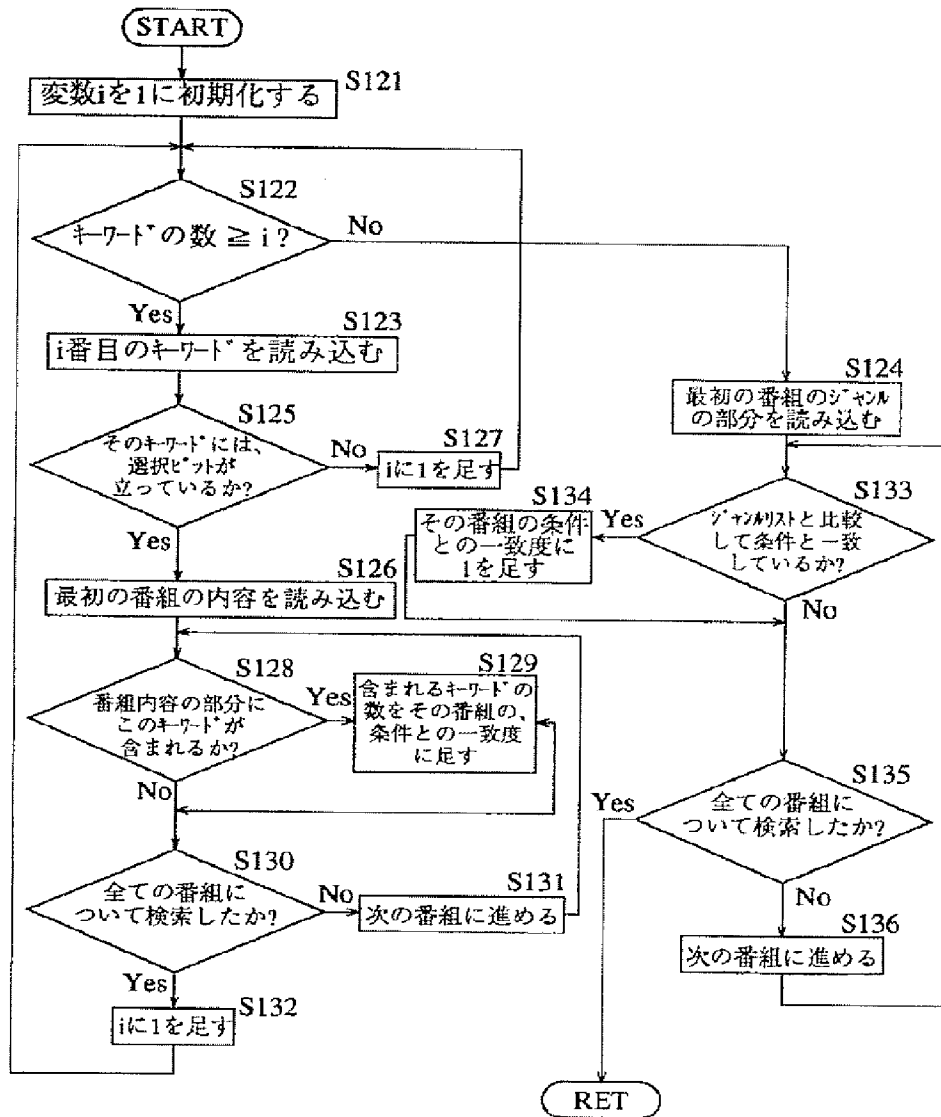 START
S121
変数iを1に初期化する
S122
ｷｰﾜｰﾄﾞの数 ≧ i ?
No
Yes
S123
i番目のｷｰﾜｰﾄﾞを読み込む
S125
そのｷｰﾜｰﾄﾞには、
選択ﾋﾞｯﾄが
立っているか?
No
S127
iに1を足す
Yes
S126
最初の番組の内容を読み込む
S128
番組内容の部分に
このｷｰﾜｰﾄﾞが
含まれるか?
Yes
S129
含まれるｷｰﾜｰﾄﾞの
数をその番組の、
条件との一致度
に足す
No
S130
全ての番組に
ついて検索したか?
No
S131
次の番組に進める
Yes
S132
iに1を足す
S124
最初の番組のｼﾞｬﾝﾙ
の部分を読み込む
S133
ｼﾞｬﾝﾙﾘｽﾄと比較
して条件と一致
しているか?
Yes
S134
その番組の条件
との一致度に
1を足す
No
S135
全ての番組に
ついて検索したか?
Yes
No
S136
次の番組に進める
RET